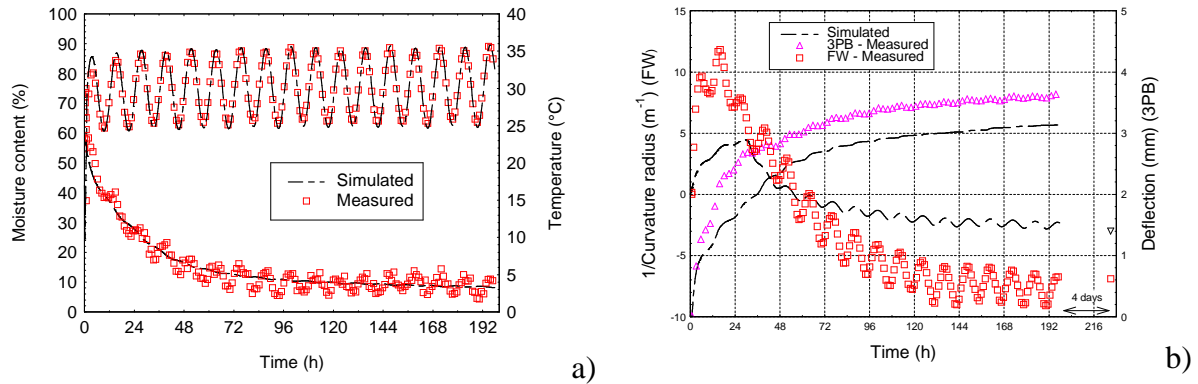 100
90
80
70
60
50
40
30
20
10
0
Moisture content (%)
40
35
30
25
20
15
10
5
0
Temperature (°C)
Simulated
Measured
0 24 48 72 96 120 144 168 192
Time (h)
a)
15
10
5
0
-5
-10
1/Curvature radius (m⁻¹) (FW)
5
4
3
2
1
0
Deflection (mm) (3PB)
Simulated
3PB - Measured
FW - Measured
4 days
0 24 48 72 96 120 144 168 192 216
Time (h)
b)